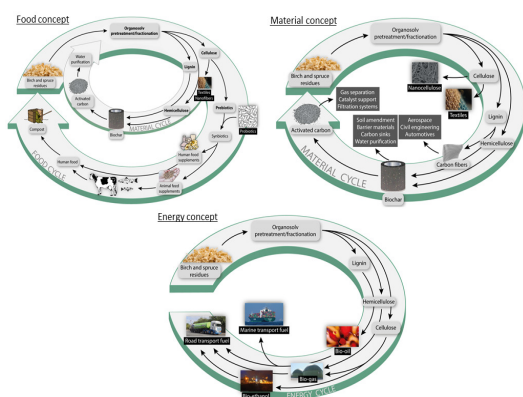 Food concept
Organosolv
pretreatment/fractionation
Water
purification
Birch and spruce
residues
Activated
carbon
Lignin
Cellulose
Textiles
nanofibers
Hemicellulose
Prebiotics
Probiotics
Synbiotics
Biochar
MATERIAL CYCLE
Compost
Human food
Human food
supplements
Animal food
supplements
FOOD CYCLE
Material concept
Organosolv
pretreatment/fractionation
Birch and spruce
residues
Cellulose
Nanocellulose
Textiles
Gas separation
Catalyst support
Filtration systems
Activated carbon
Soil amendment
Barrier materials
Carbon sinks
Water purification
Aerospace
Civil engineering
Automotives
Lignin
Hemicellulose
Carbon fibers
Biochar
MATERIAL CYCLE
Energy concept
Organosolv
pretreatment/fractionation
Birch and spruce
residues
Lignin
Hemicellulose
Cellulose
Marine transport fuel
Road transport fuel
Bio-oil
Bio-gas
Bio-ethanol
ENERGY CYCLE